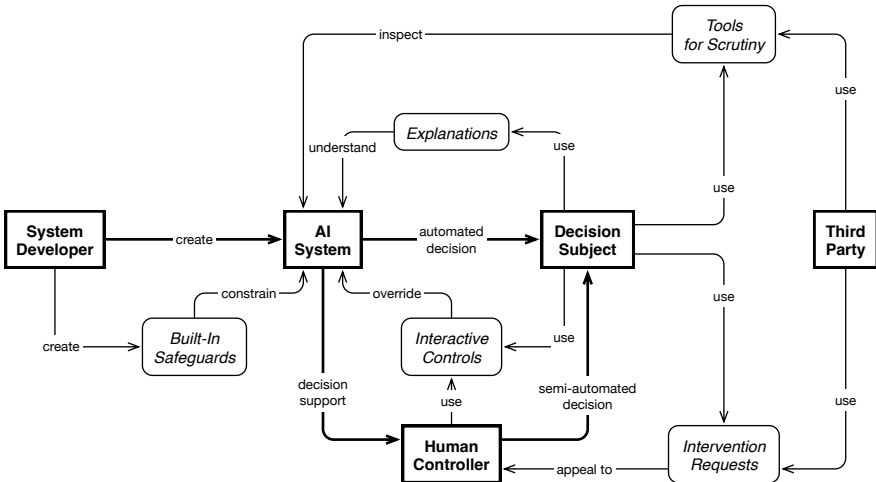 Tools
for Scrutiny
inspect
use
Explanations
understand
use
use
System
Developer
create
AI
System
automated
decision
Decision
Subject
Third
Party
constrain
override
use
create
Built-In
Safeguards
Interactive
Controls
use
decision
support
use
semi-automated
decision
use
Human
Controller
appeal to
Intervention
Requests